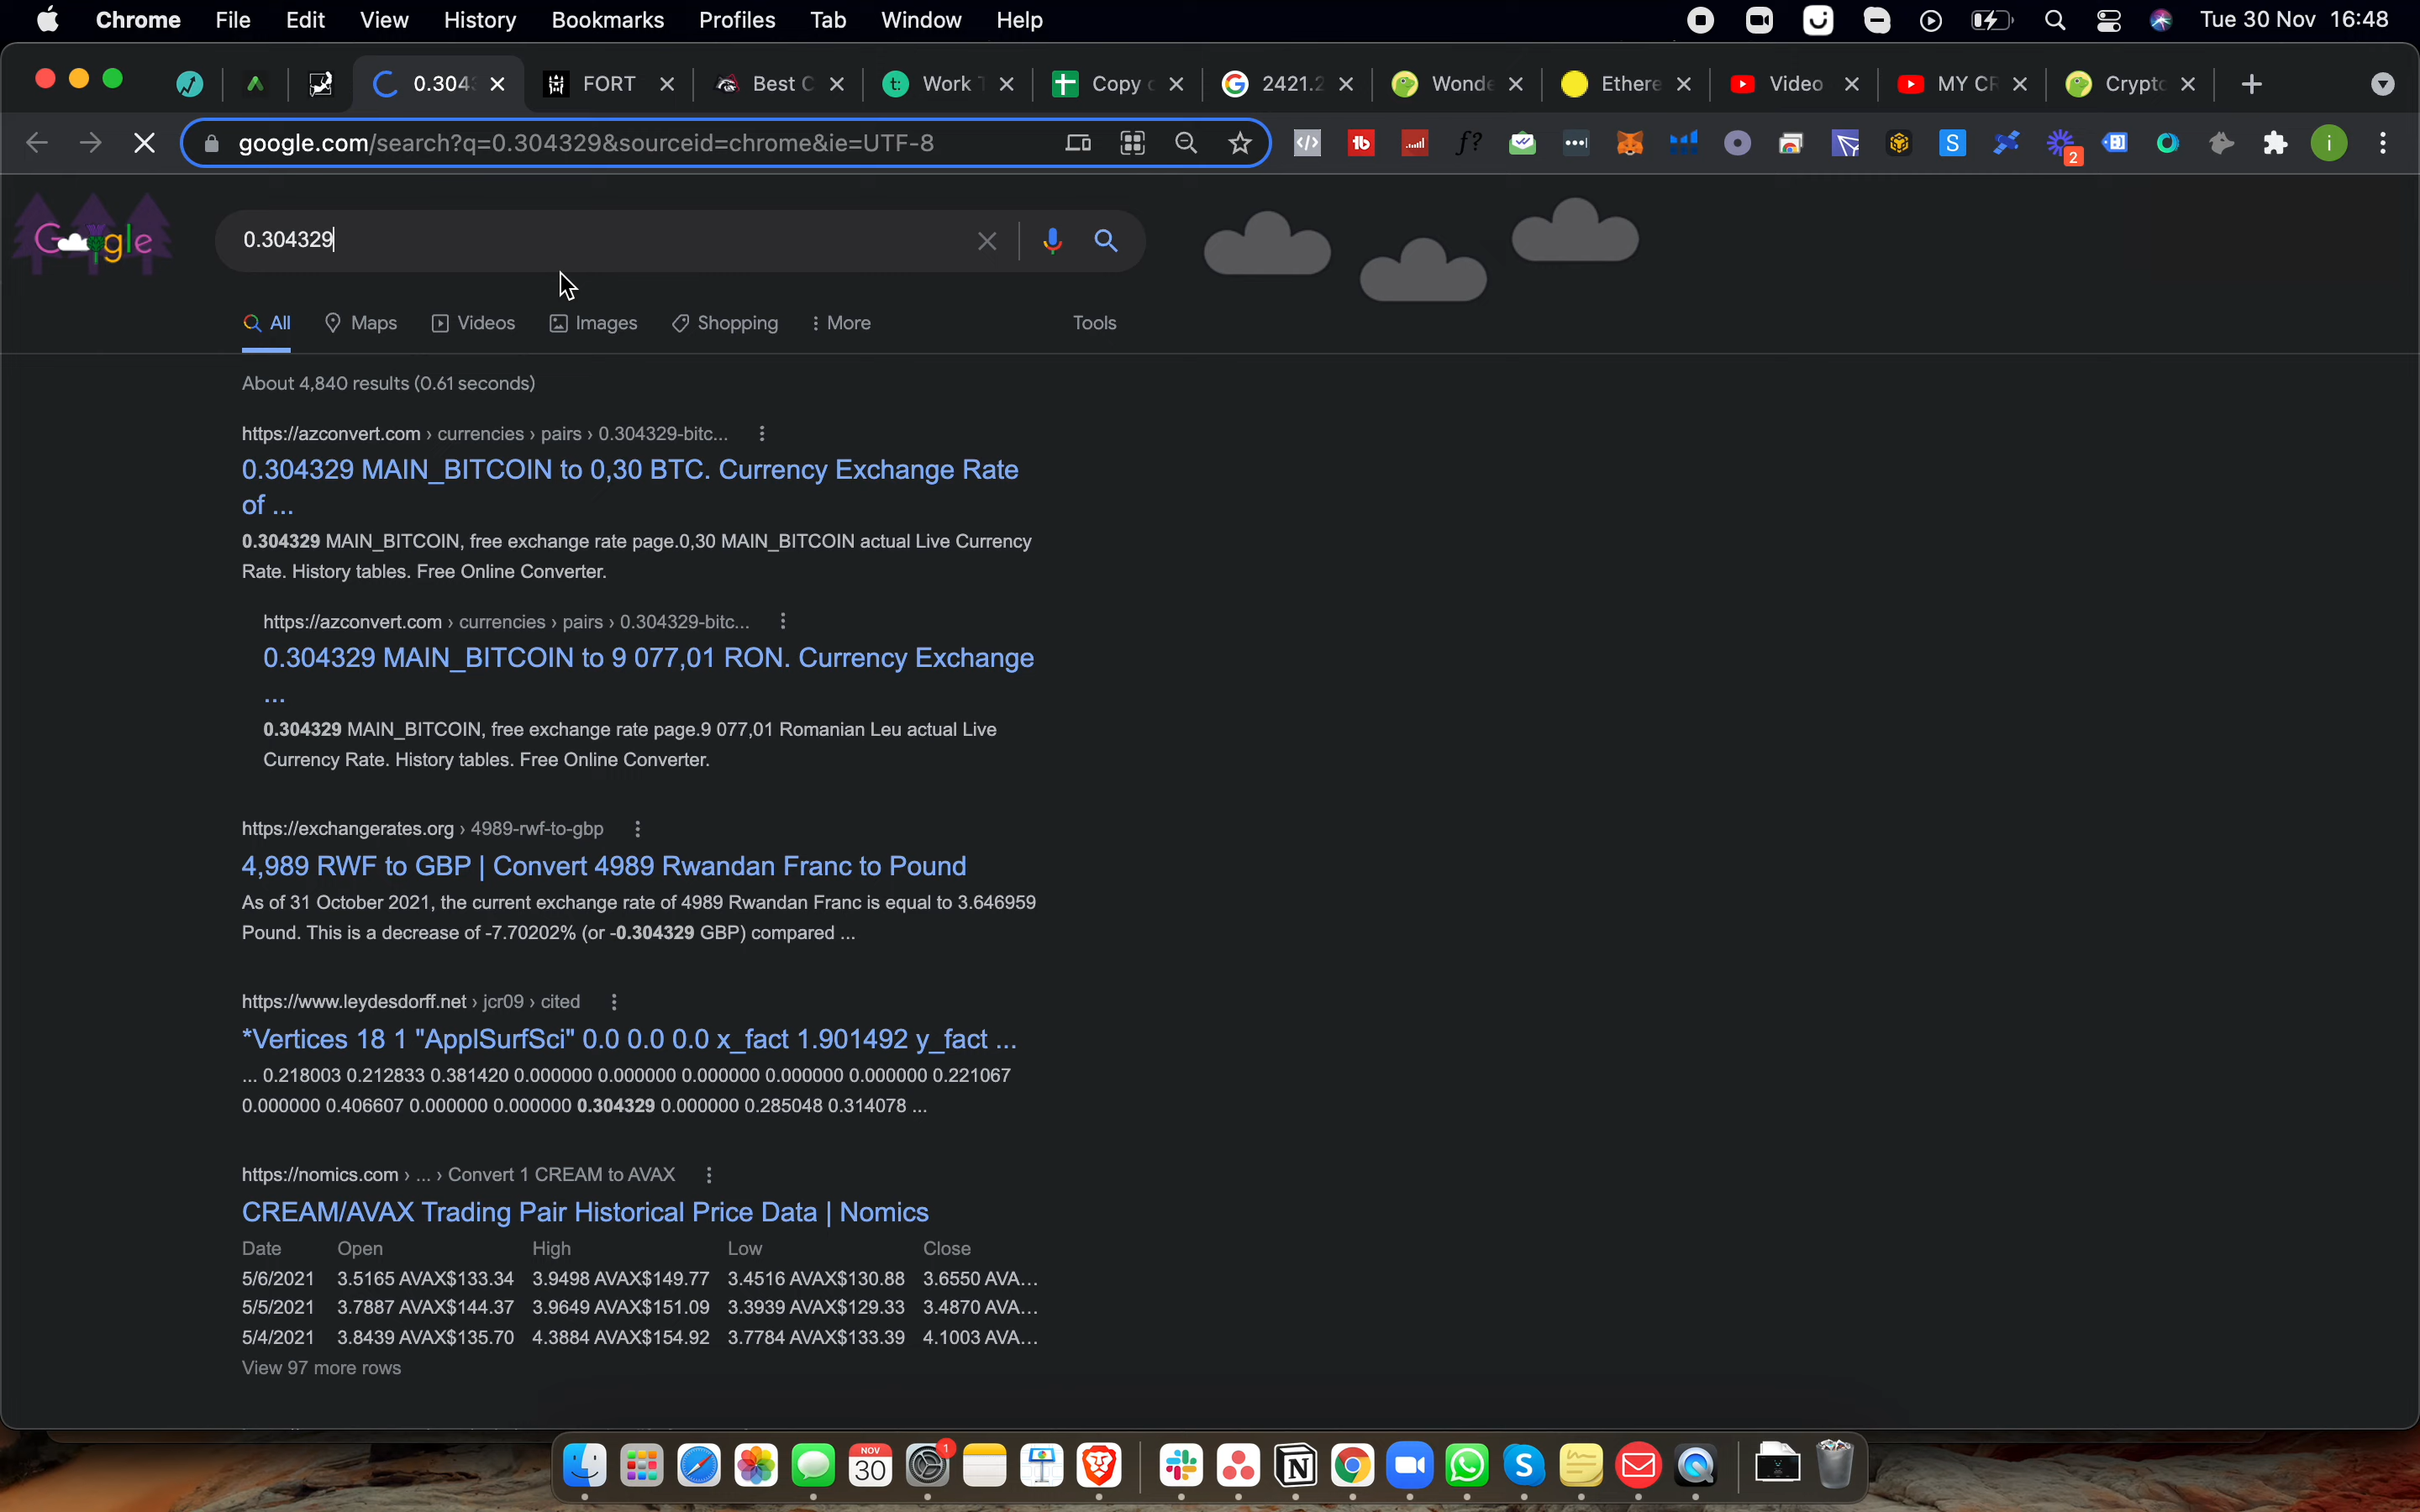 Chrome File Edit View History Bookmarks Profiles Tab Window Help Tue 30 Nov 16:48
0.304 FORT Best C Work T Copy o 2421.2 Wonde Ethere Video MY CR Crypto
google.com/search?q=0.304329&sourceid=chrome&ie=UTF-8
2
i
Google
0.304329
All Maps Videos Images Shopping More Tools
About 4,840 results (0.61 seconds)
https://azconvert.com › currencies › pairs › 0.304329-bitc...
0.304329 MAIN_BITCOIN to 0,30 BTC. Currency Exchange Rate
of ...
0.304329 MAIN_BITCOIN, free exchange rate page.0,30 MAIN_BITCOIN actual Live Currency
Rate. History tables. Free Online Converter.
https://azconvert.com › currencies › pairs › 0.304329-bitc...
0.304329 MAIN_BITCOIN to 9 077,01 RON. Currency Exchange
...
0.304329 MAIN_BITCOIN, free exchange rate page.9 077,01 Romanian Leu actual Live
Currency Rate. History tables. Free Online Converter.
https://exchangerates.org › 4989-rwf-to-gbp
4,989 RWF to GBP | Convert 4989 Rwandan Franc to Pound
As of 31 October 2021, the current exchange rate of 4989 Rwandan Franc is equal to 3.646959
Pound. This is a decrease of -7.70202% (or -0.304329 GBP) compared ...
https://www.leydesdorff.net › jcr09 › cited
*Vertices 18 1 "ApplSurfSci" 0.0 0.0 0.0 x_fact 1.901492 y_fact ...
... 0.218003 0.212833 0.381420 0.000000 0.000000 0.000000 0.000000 0.000000 0.221067
0.000000 0.406607 0.000000 0.000000 0.304329 0.000000 0.285048 0.314078 ...
https://nomics.com › ... › Convert 1 CREAM to AVAX
CREAM/AVAX Trading Pair Historical Price Data | Nomics
Date Open High Low Close
5/6/2021 3.5165 AVAX$133.34 3.9498 AVAX$149.77 3.4516 AVAX$130.88 3.6550 AVA...
5/5/2021 3.7887 AVAX$144.37 3.9649 AVAX$151.09 3.3939 AVAX$129.33 3.4870 AVA...
5/4/2021 3.8439 AVAX$135.70 4.3884 AVAX$154.92 3.7784 AVAX$133.39 4.1003 AVA...
View 97 more rows
NOV
30
1